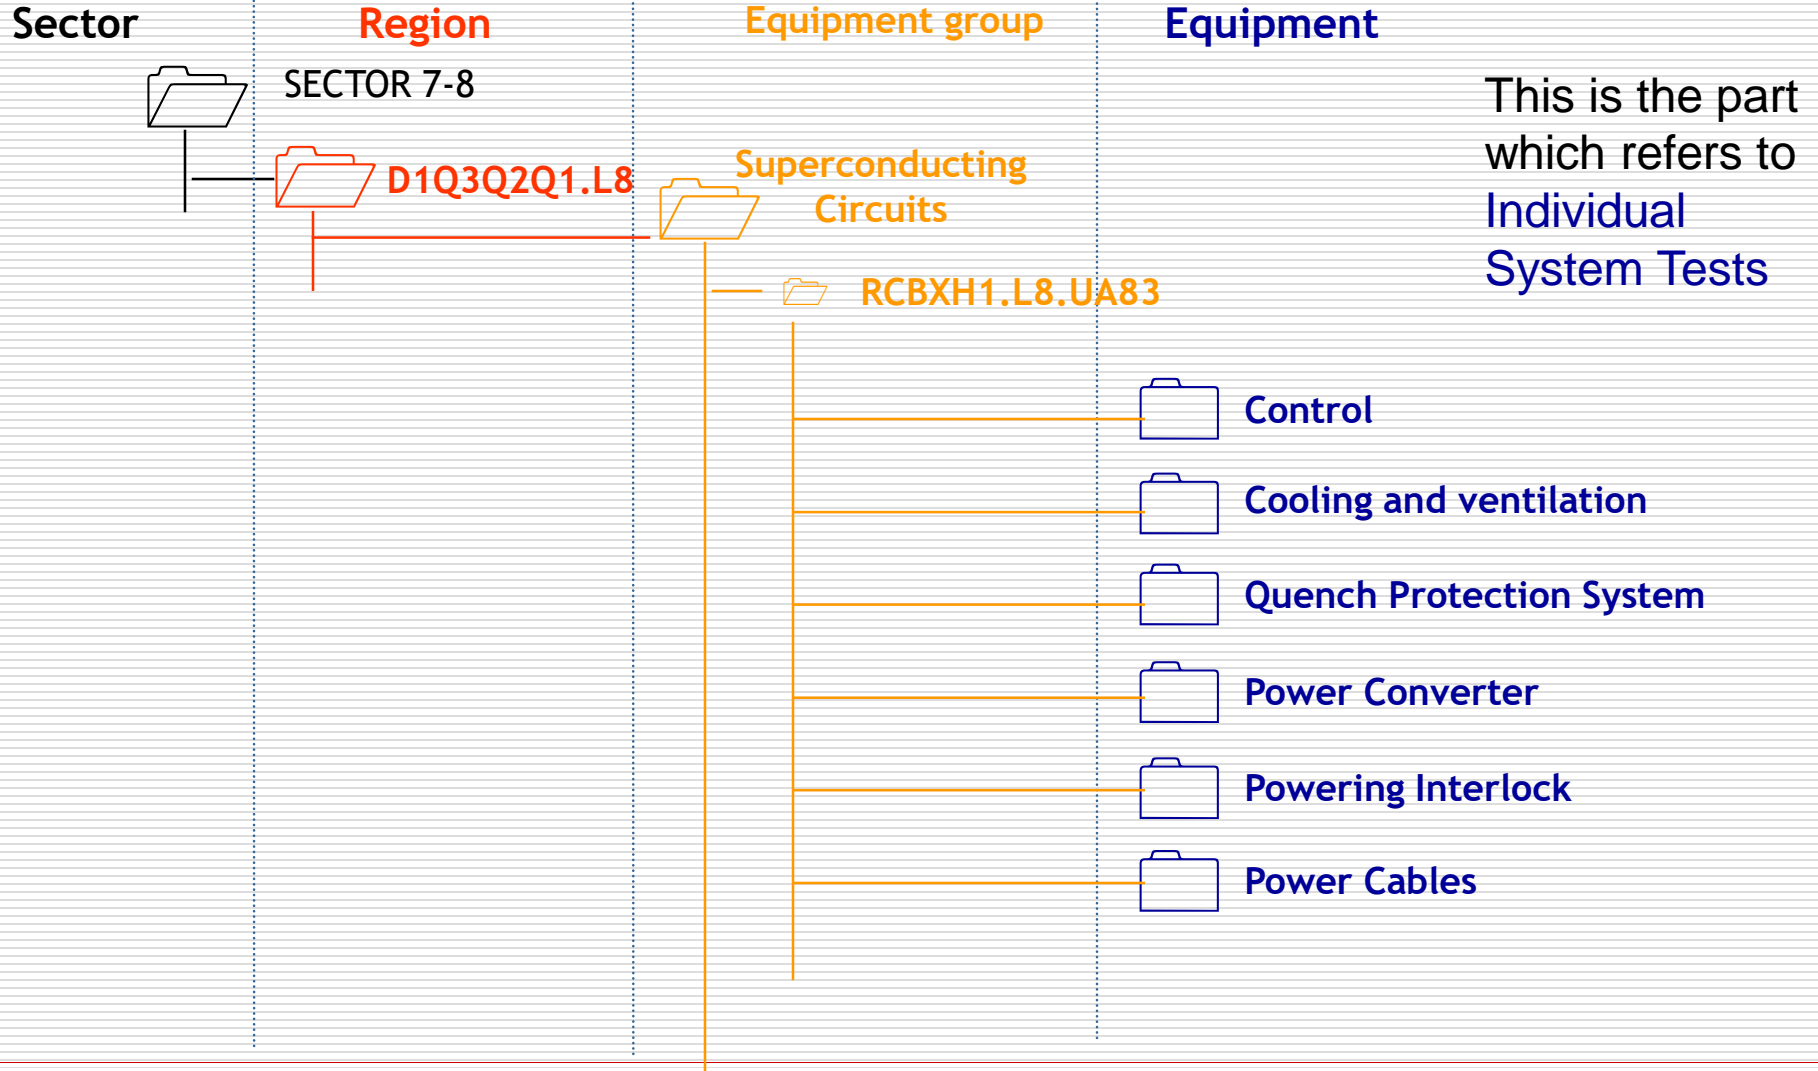 Sector
Region
Equipment group
Equipment
SECTOR 7-8
This is the part
which refers to
Individual
System Tests
D1Q3Q2Q1.L8
Superconducting
Circuits
RCBXH1.L8.UA83
Control
Cooling and ventilation
Quench Protection System
Power Converter
Powering Interlock
Power Cables